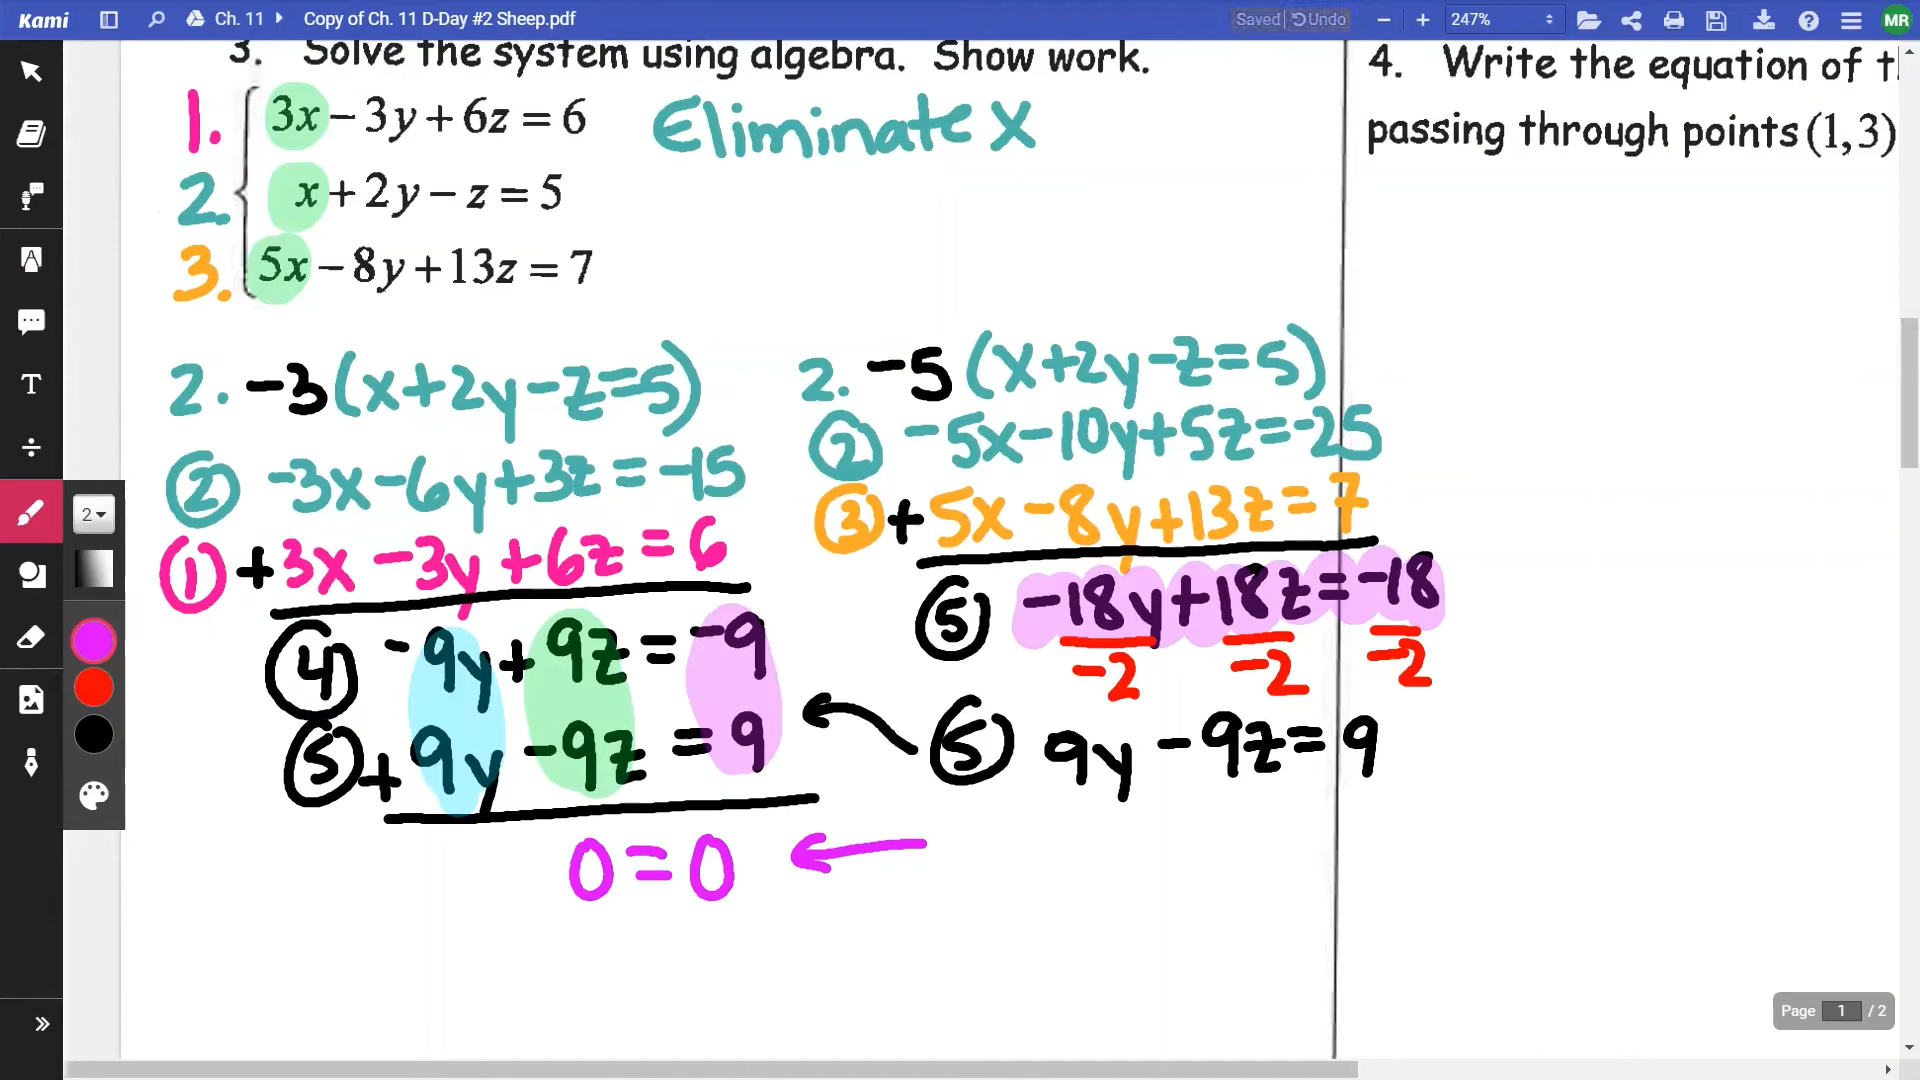 Kami Ch. 11 Copy of Ch. 11 D-Day #2 Sheep.pdf Saved Undo 247% MR
3. Solve the system using algebra. Show work.
1. 3x − 3y + 6z = 6
2. x + 2y − z = 5
3. 5x − 8y + 13z = 7
Eliminate x
2. -3(x+2y-z=5)
② -3x-6y+3z=-15
① +3x-3y+6z=6
④ -9y+9z=-9
⑤ +9y-9z=9
0=0
2. -5(x+2y-z=5)
② -5x-10y+5z=-25
③ +5x-8y+13z=7
⑤ -18y+18z=-18
-2 -2 -2
⑤ 9y-9z=9
4. Write the equation of
passing through points (1,3)
2
T
Page 1 / 2